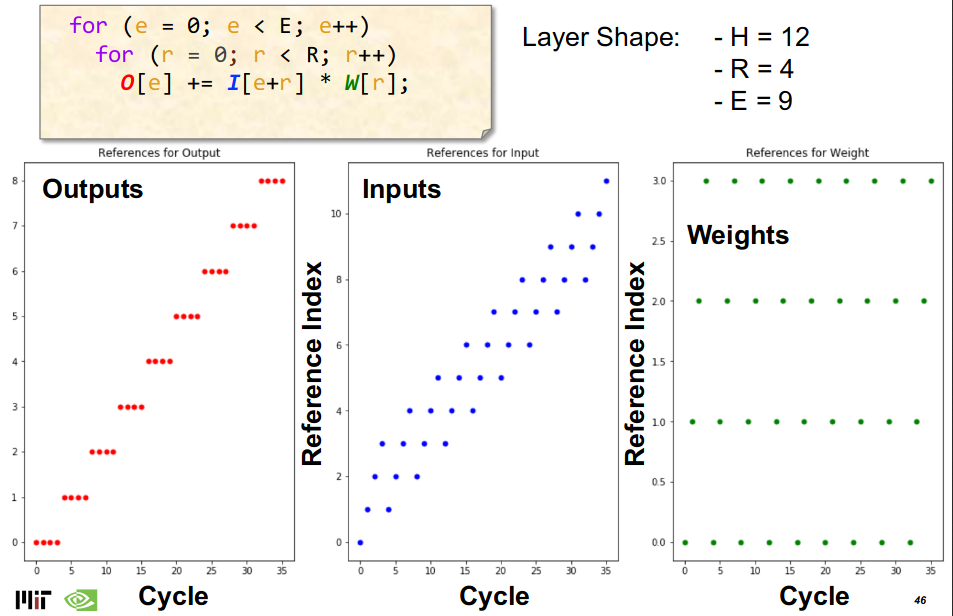 for (e = 0; e < E; e++)
for (r = 0; r < R; r++)
O[e] += I[e+r] * W[r];
Layer Shape:
- H = 12
- R = 4
- E = 9
References for Output
Outputs
8
7
6
5
4
3
2
1
0
0 5 10 15 20 25 30 35
Cycle
References for Input
Inputs
Reference Index
10
8
6
4
2
0
0 5 10 15 20 25 30 35
Cycle
References for Weight
Weights
Reference Index
3.0
2.5
2.0
1.5
1.0
0.5
0.0
0 5 10 15 20 25 30 35
Cycle
MIT
46